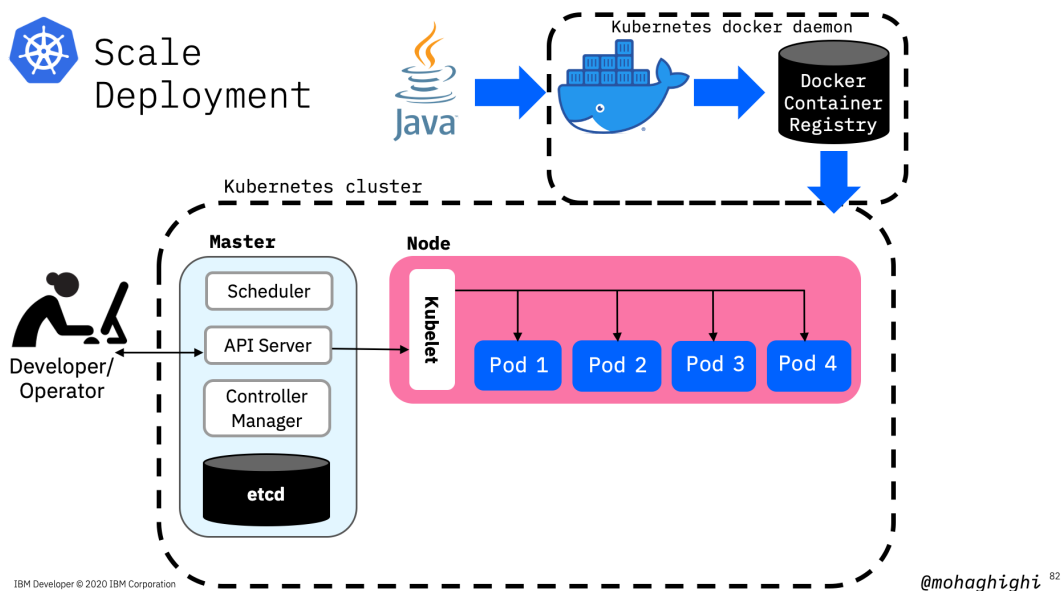 Scale
Deployment
Java
Kubernetes docker daemon
Docker
Container
Registry
Kubernetes cluster
Master
Scheduler
API Server
Controller
Manager
etcd
Node
Kubelet
Pod 1
Pod 2
Pod 3
Pod 4
Developer/
Operator
IBM Developer © 2020 IBM Corporation
@mohaghighi
82